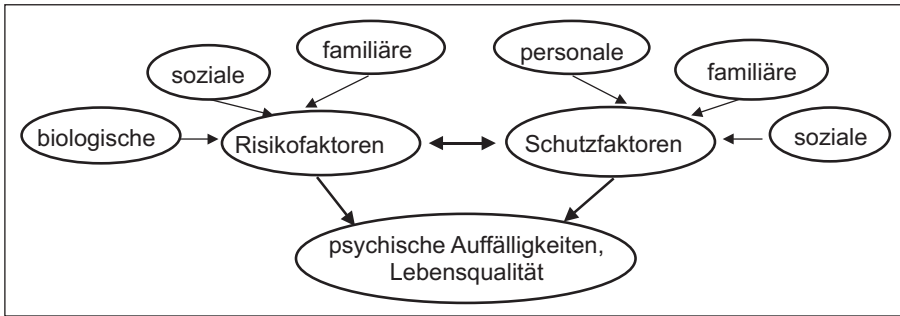 familiäre
personale
soziale
familiäre
biologische
Risikofaktoren
Schutzfaktoren
soziale
psychische Auffälligkeiten,
Lebensqualität